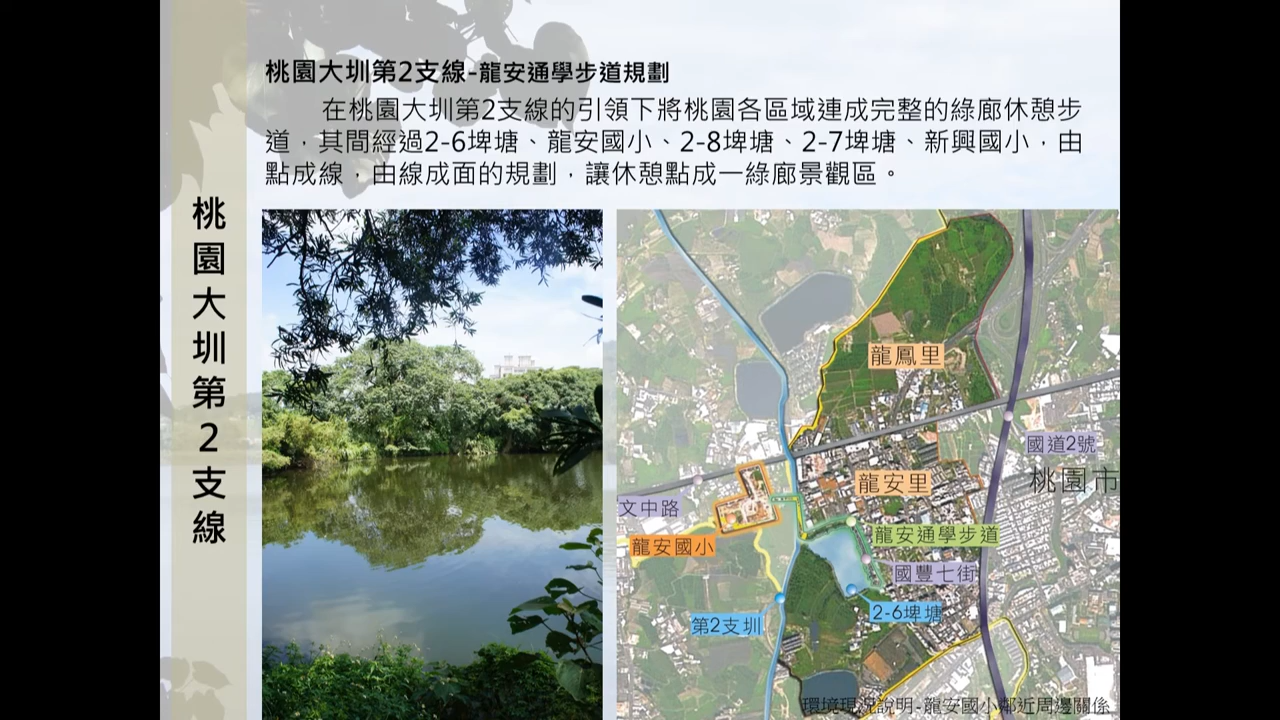 桃園大圳第2支線
桃園大圳第2支線-龍安通學步道規劃
在桃園大圳第2支線的引領下將桃園各區域連成完整的綠廊休憩步
道，其間經過2-6埤塘、龍安國小、2-8埤塘、2-7埤塘、新興國小，由
點成線，由線成面的規劃，讓休憩點成一綠廊景觀區。
龍鳳里
國道2號
桃園市
龍安里
文中路
龍安通學步道
龍安國小
國豐七街
2-6埤塘
第2支圳
環境現況說明-龍安國小鄰近周邊關係